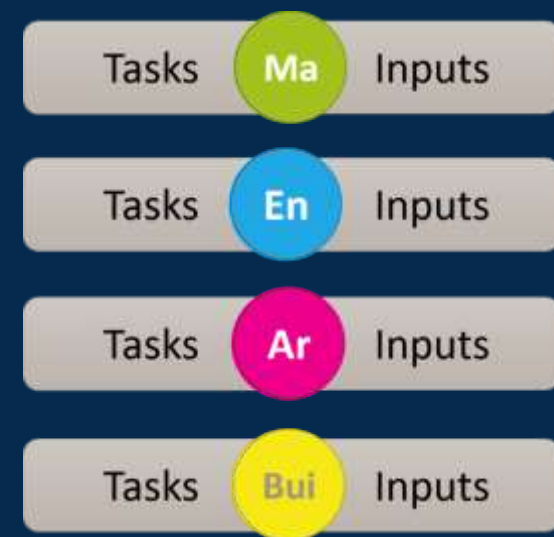 Tasks Ma Inputs
Tasks En Inputs
Tasks Ar Inputs
Tasks Bui Inputs